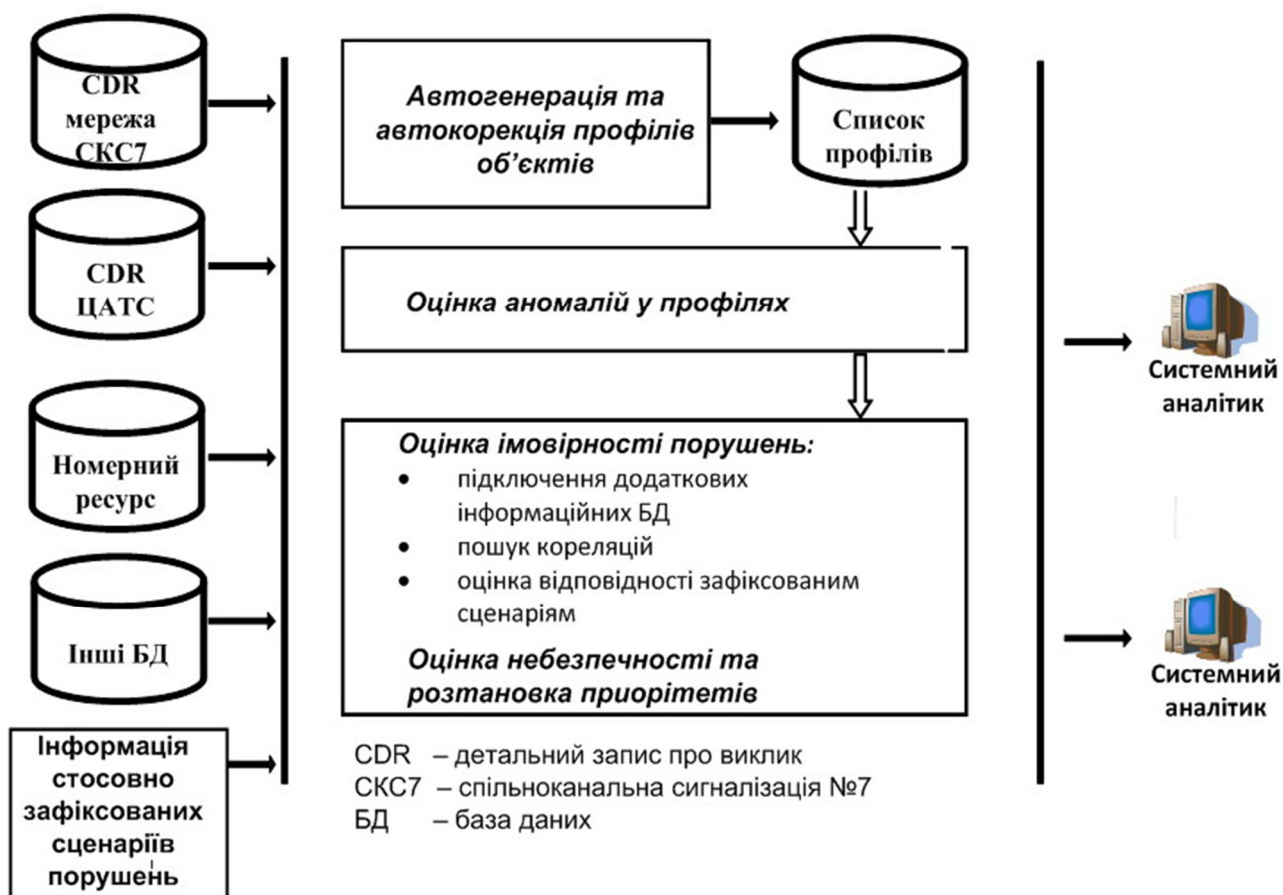 CDR
мережа
СКС7
CDR
ЦАТС
Номерний
ресурс
Інші БД
Інформація
стосовно
зафіксованих
сценаріїв
порушень
Автогенерація та
автокорекція профілів
об’єктів
Список
профілів
Оцінка аномалій у профілях
Оцінка імовірності порушень:
• підключення додаткових
інформаційних БД
• пошук кореляцій
• оцінка відповідності зафіксованим
сценаріям
Оцінка небезпечності та
розтановка приорітетів
CDR – детальний запис про виклик
СКС7 – спільноканальна сигналізація №7
БД – база даних
Системний
аналітик
Системний
аналітик